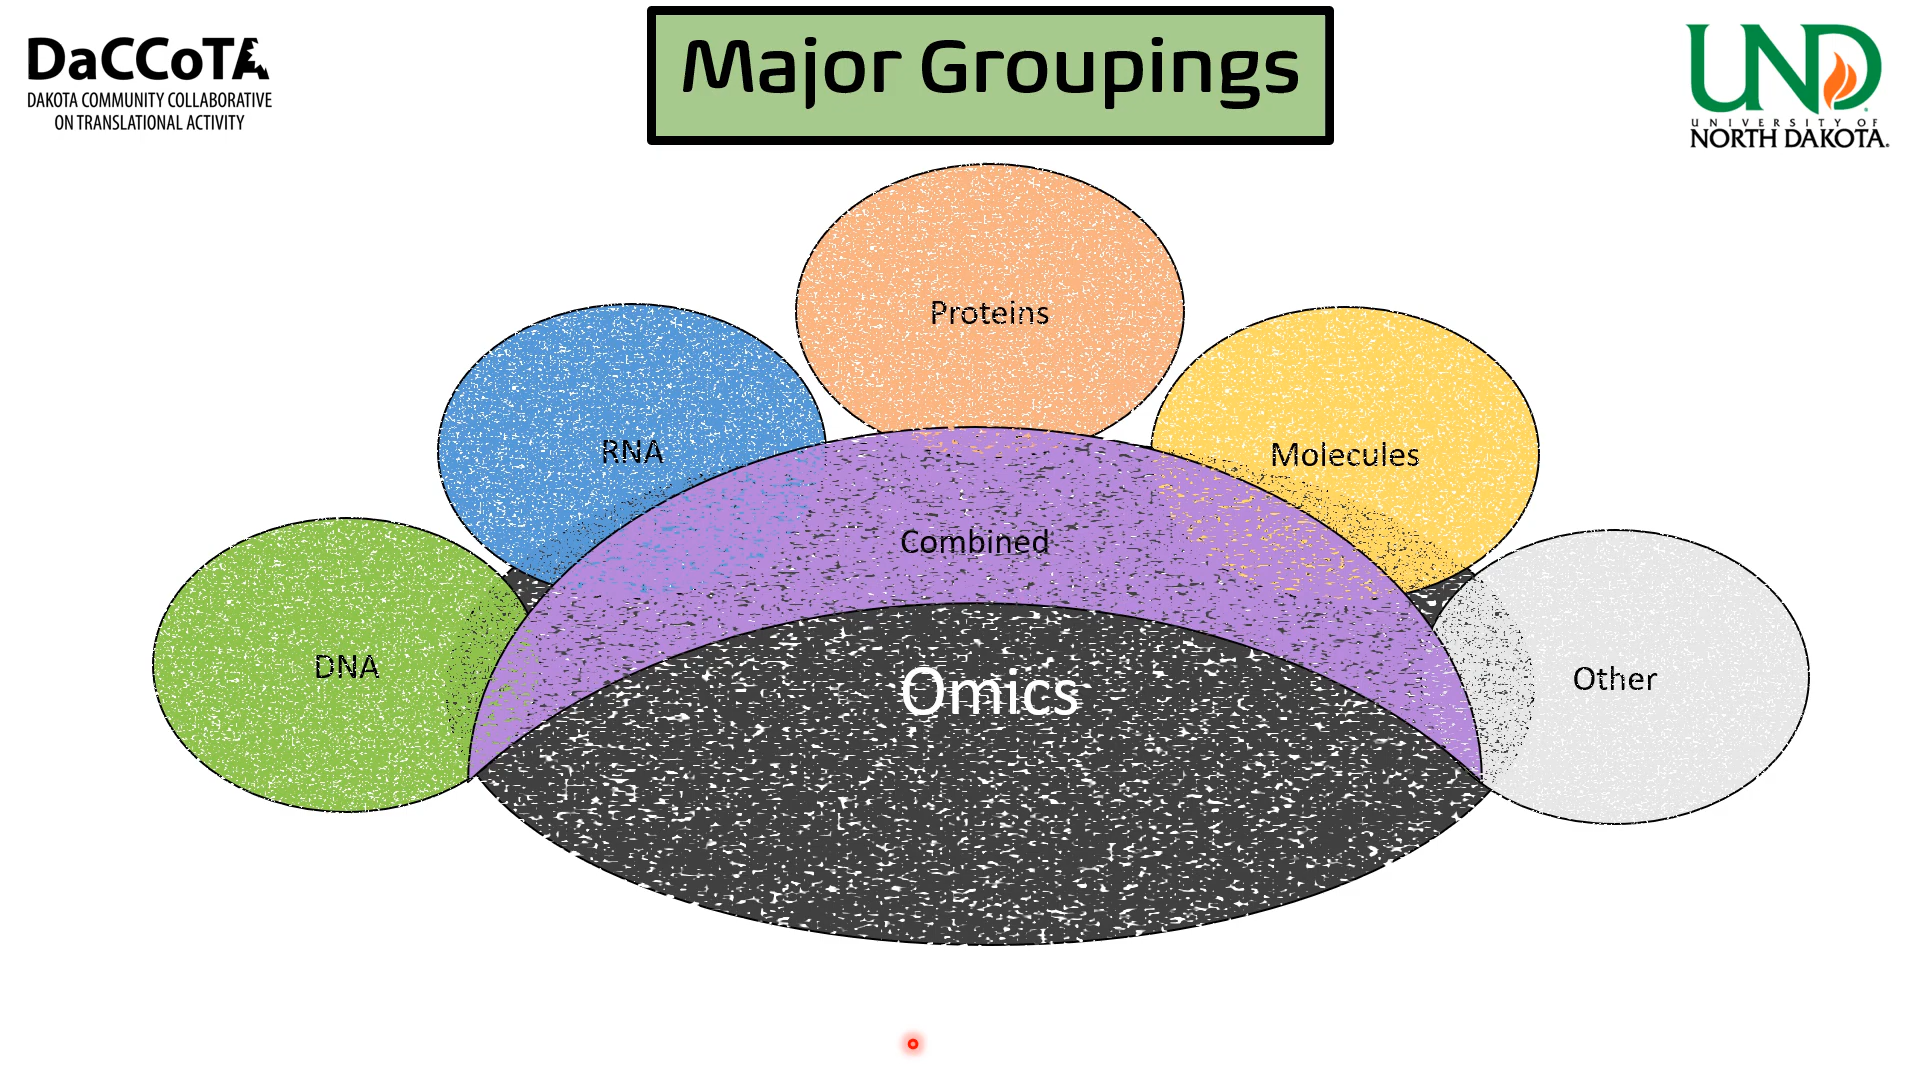 DaCCoTA
DAKOTA COMMUNITY COLLABORATIVE
ON TRANSLATIONAL ACTIVITY
Major Groupings
UND
UNIVERSITY OF
NORTH DAKOTA.
Proteins
RNA
Molecules
Combined
DNA
Omics
Other